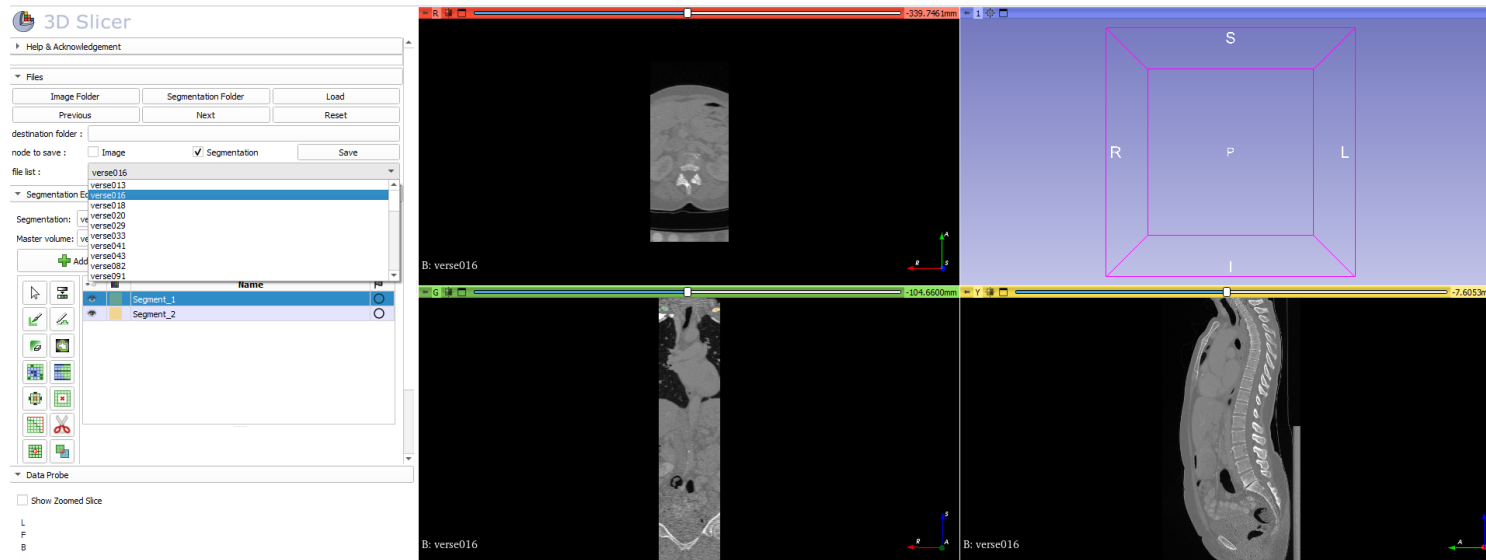 3D Slicer
Help & Acknowledgement
Files
Image Folder Segmentation Folder Load
Previous Next Reset
destination folder :
node to save : Image Segmentation Save
file list : verse016
verse013
verse016
verse018
verse020
verse029
verse033
verse041
verse043
verse082
verse091
Segmentation Ed
Segmentation: ve
Master volume: ve
Add
Name
Segment_1
Segment_2
Data Probe
Show Zoomed Slice
L
F
B
R -339.7461mm
B: verse016
R
A
S
1
S
R P L
I
G -104.6600mm
B: verse016
R
S
A
Y -7.6053m
B: verse016
A